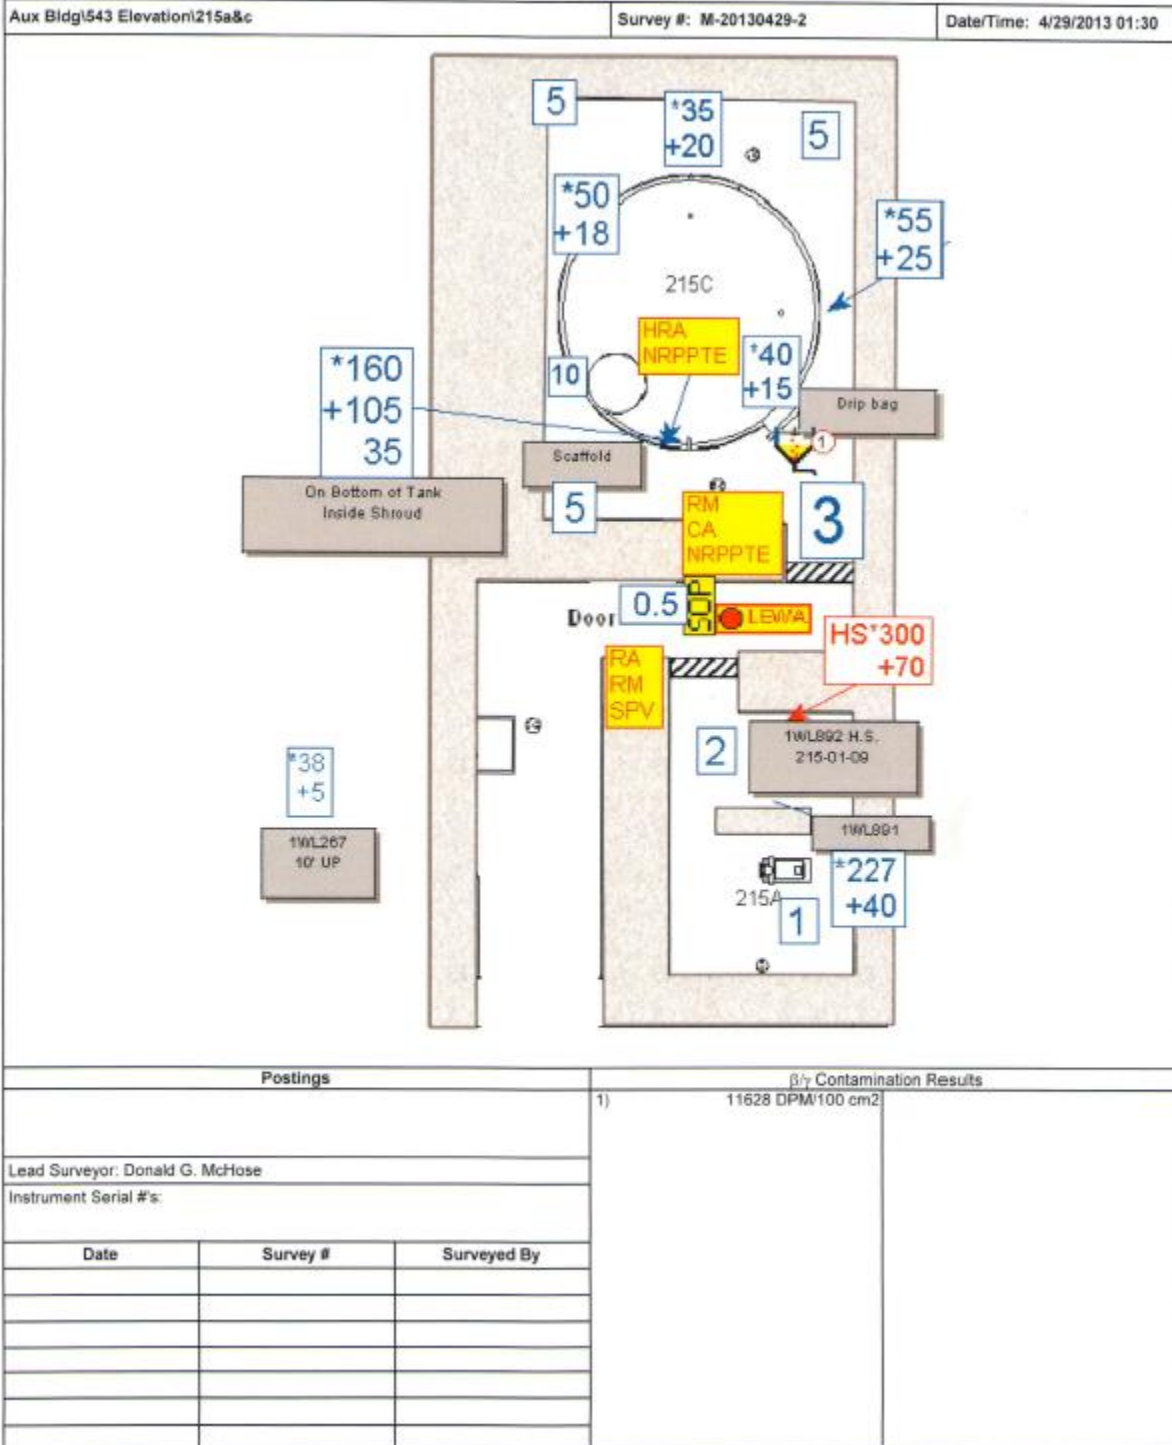 Aux Bldg\543 Elevation\215a&c
Survey #: M-20130429-2
Date/Time: 4/29/2013 01:30
5
*35
+20
5
*50
+18
*55
+25
215C
HRA
NRPPTE
*40
+15
10
*160
+105
35
Drip bag
1
Scaffold
On Bottom of Tank
Inside Shroud
5
RM
CA
NRPPTE
3
Door
0.5
SOP
LEWA
HS*300
+70
RA
RM
SPV
2
1WL892 H.S.
215-01-09
*38
+5
1WL891
1WL267
10' UP
*227
+40
215A
1
Postings
β/γ Contamination Results
1) 11628 DPM/100 cm2
Lead Surveyor: Donald G. McHose
Instrument Serial #'s:
Date Survey # Surveyed By